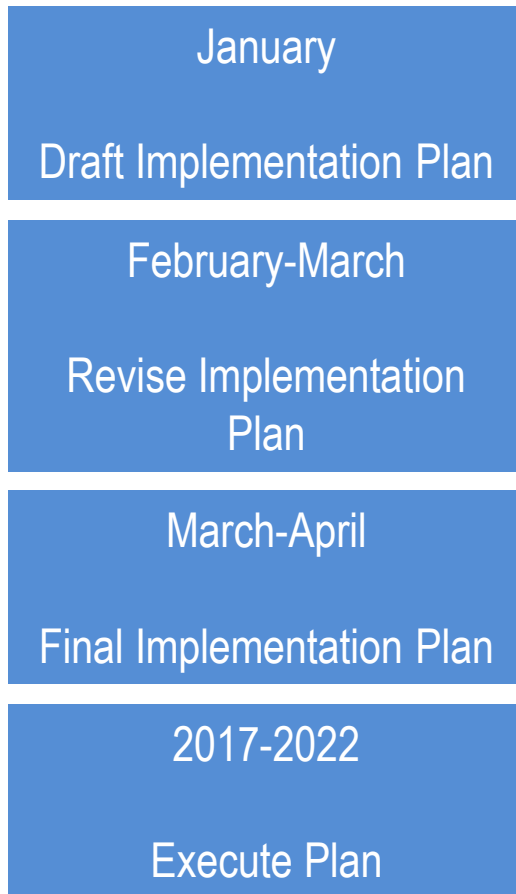 January
Draft Implementation Plan
February-March
Revise Implementation
Plan
March-April
Final Implementation Plan
2017-2022
Execute Plan